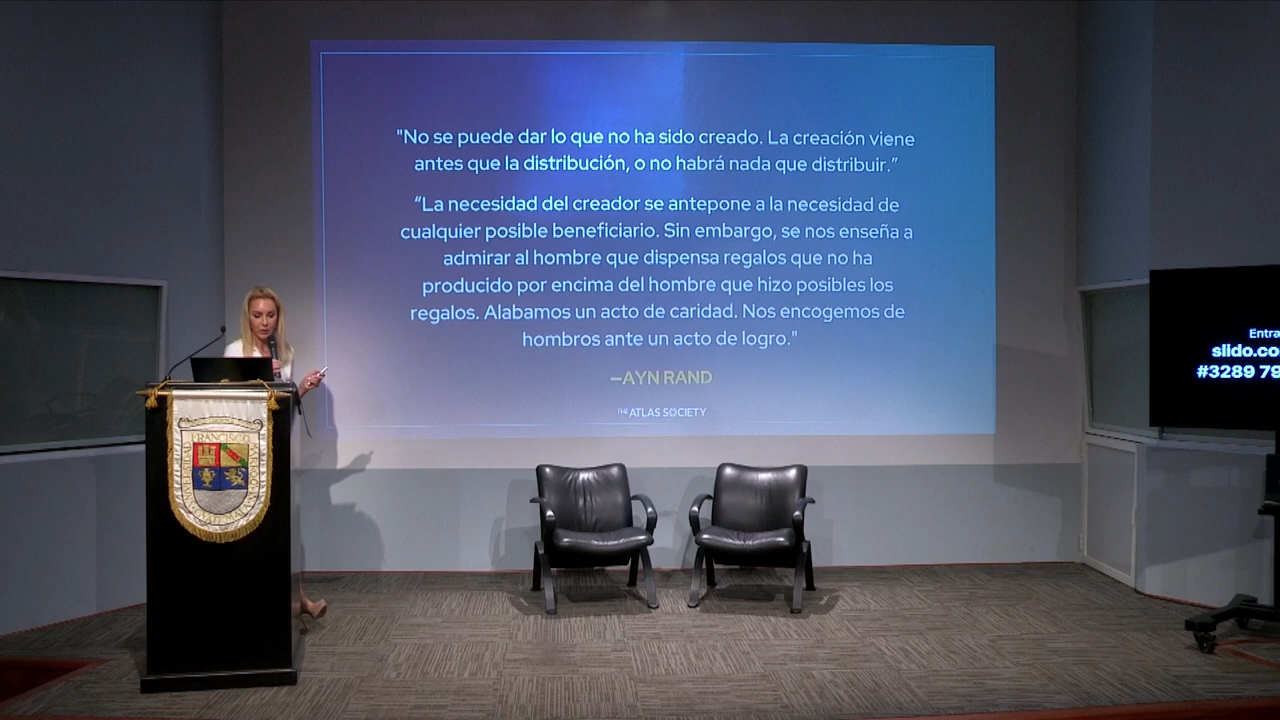 "No se puede dar lo que no ha sido creado. La creación viene
antes que la distribución, o no habrá nada que distribuir.”
“La necesidad del creador se antepone a la necesidad de
cualquier posible beneficiario. Sin embargo, se nos enseña a
admirar al hombre que dispensa regalos que no ha
producido por encima del hombre que hizo posibles los
regalos. Alabamos un acto de caridad. Nos encogemos de
hombros ante un acto de logro."
—AYN RAND
THE ATLAS SOCIETY
Entra
slido.co
#3289 79
UNIVERSIDAD FRANCISCO MARROQUIN
GUATEMALA